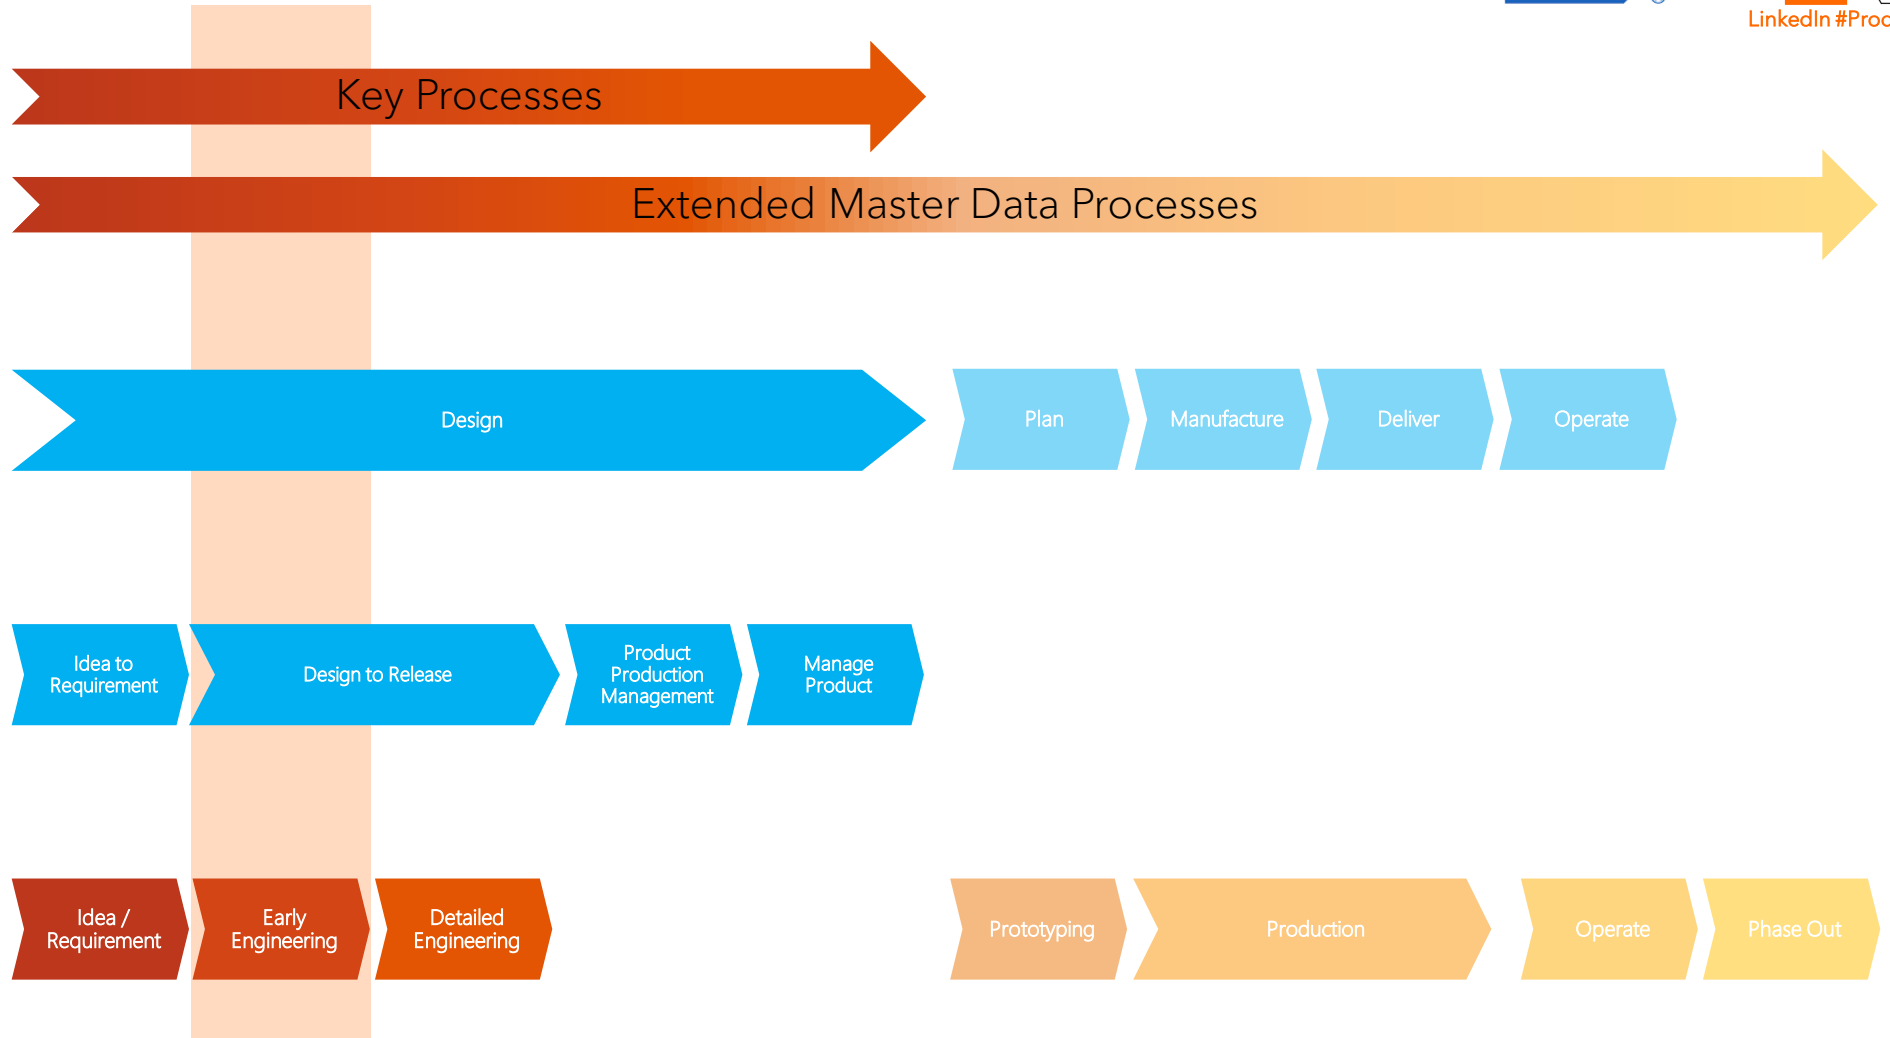 LinkedIn #Proc
Key Processes
Extended Master Data Processes
Design
Plan
Manufacture
Deliver
Operate
Idea to
Requirement
Design to Release
Product
Production
Management
Manage
Product
Idea /
Requirement
Early
Engineering
Detailed
Engineering
Prototyping
Production
Operate
Phase Out